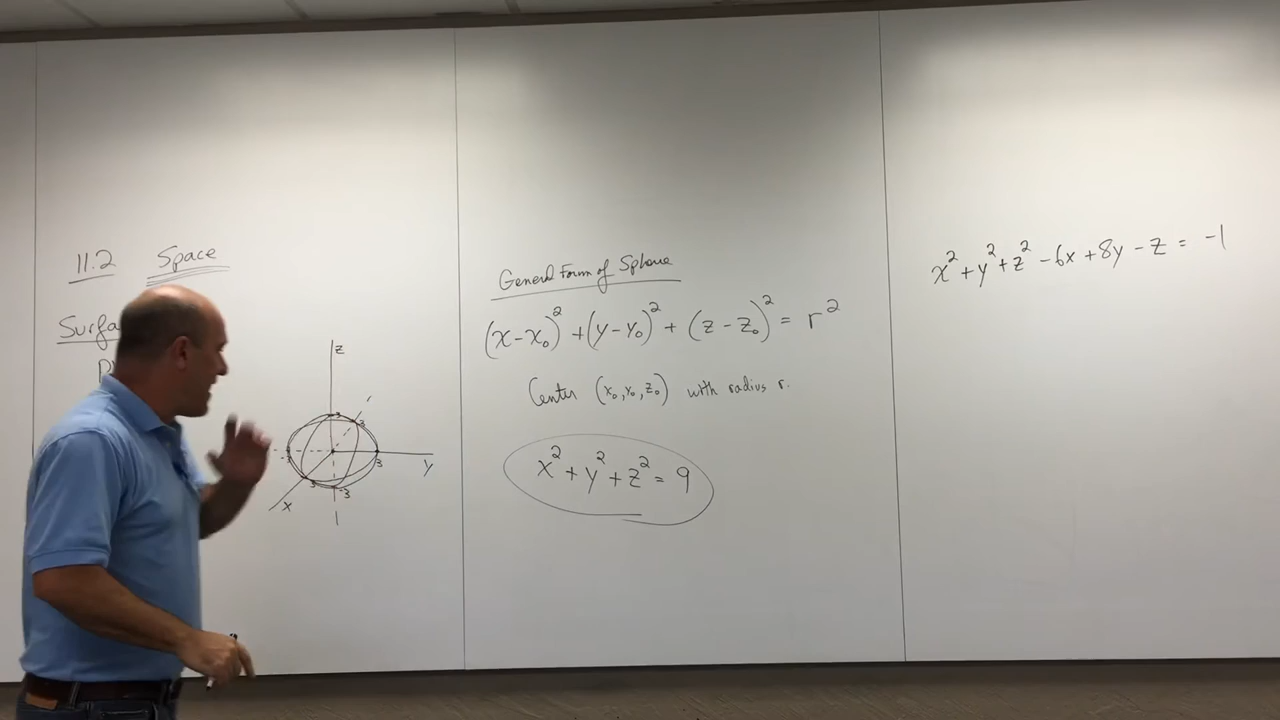 11.2 Space
Surfa
z
3
3
3
3
-3
y
x
General Form of Sphere
(x-x₀)² + (y-y₀)² + (z-z₀)² = r²
Center (x₀, y₀, z₀) with radius r.
x² + y² + z² = 9
x² + y² + z² - 6x + 8y - z = -1